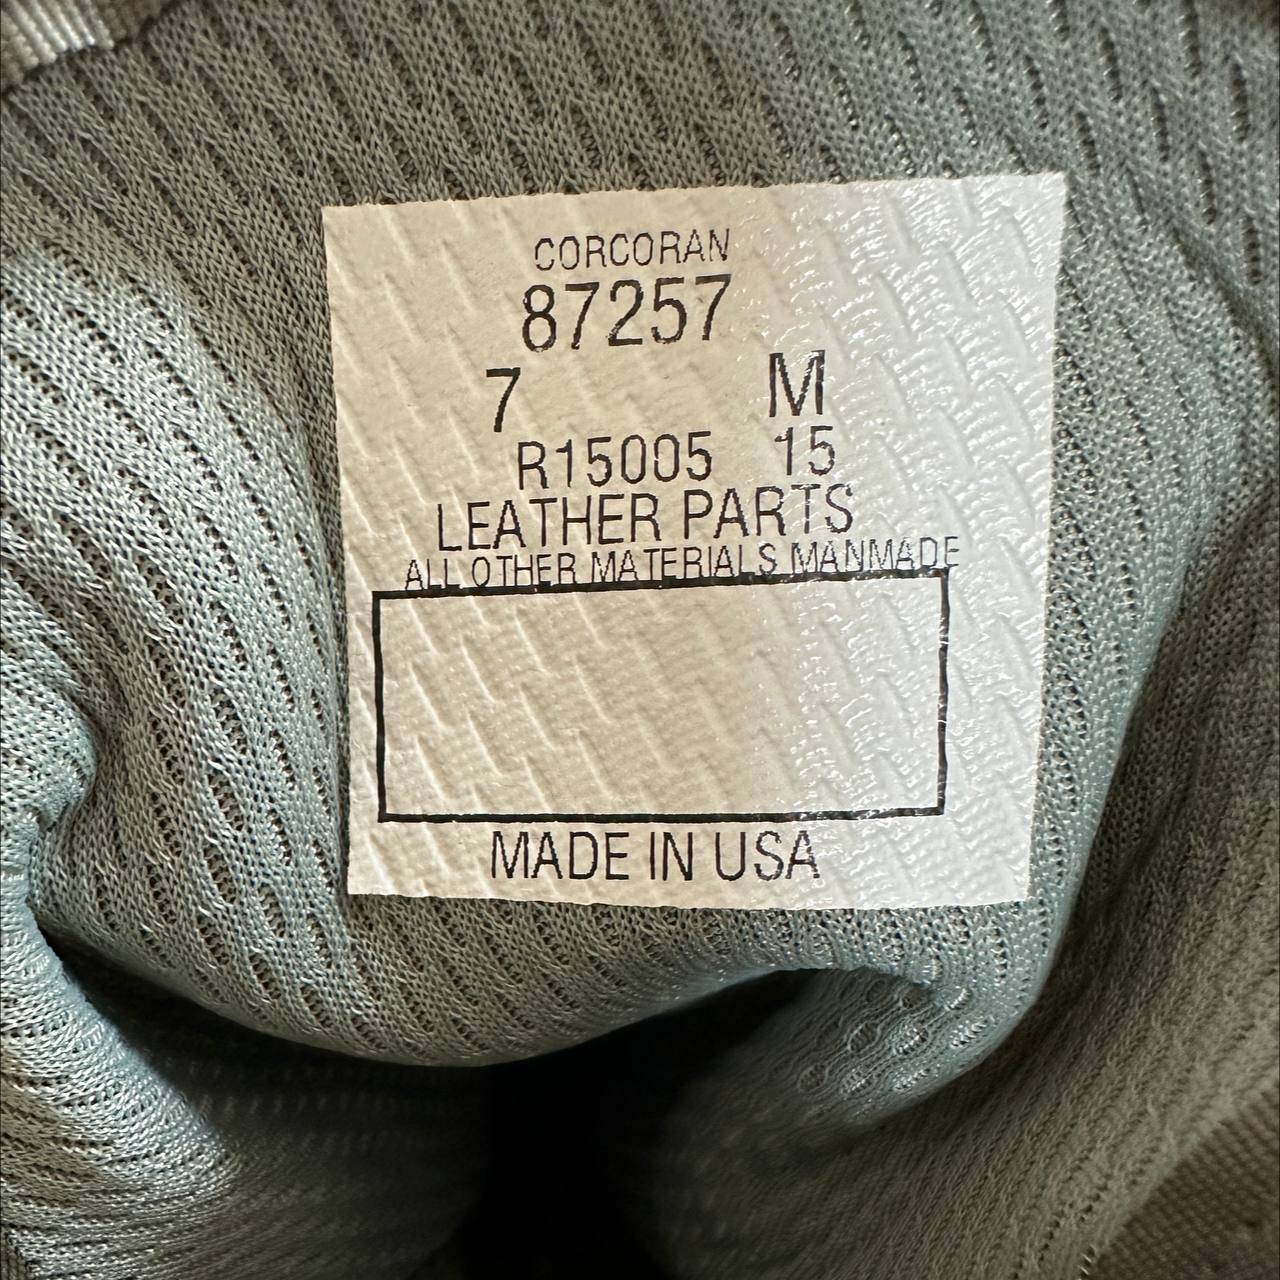 CORCORAN
87257
7 M
R15005 15
LEATHER PARTS
ALL OTHER MATERIALS MANMADE
MADE IN USA